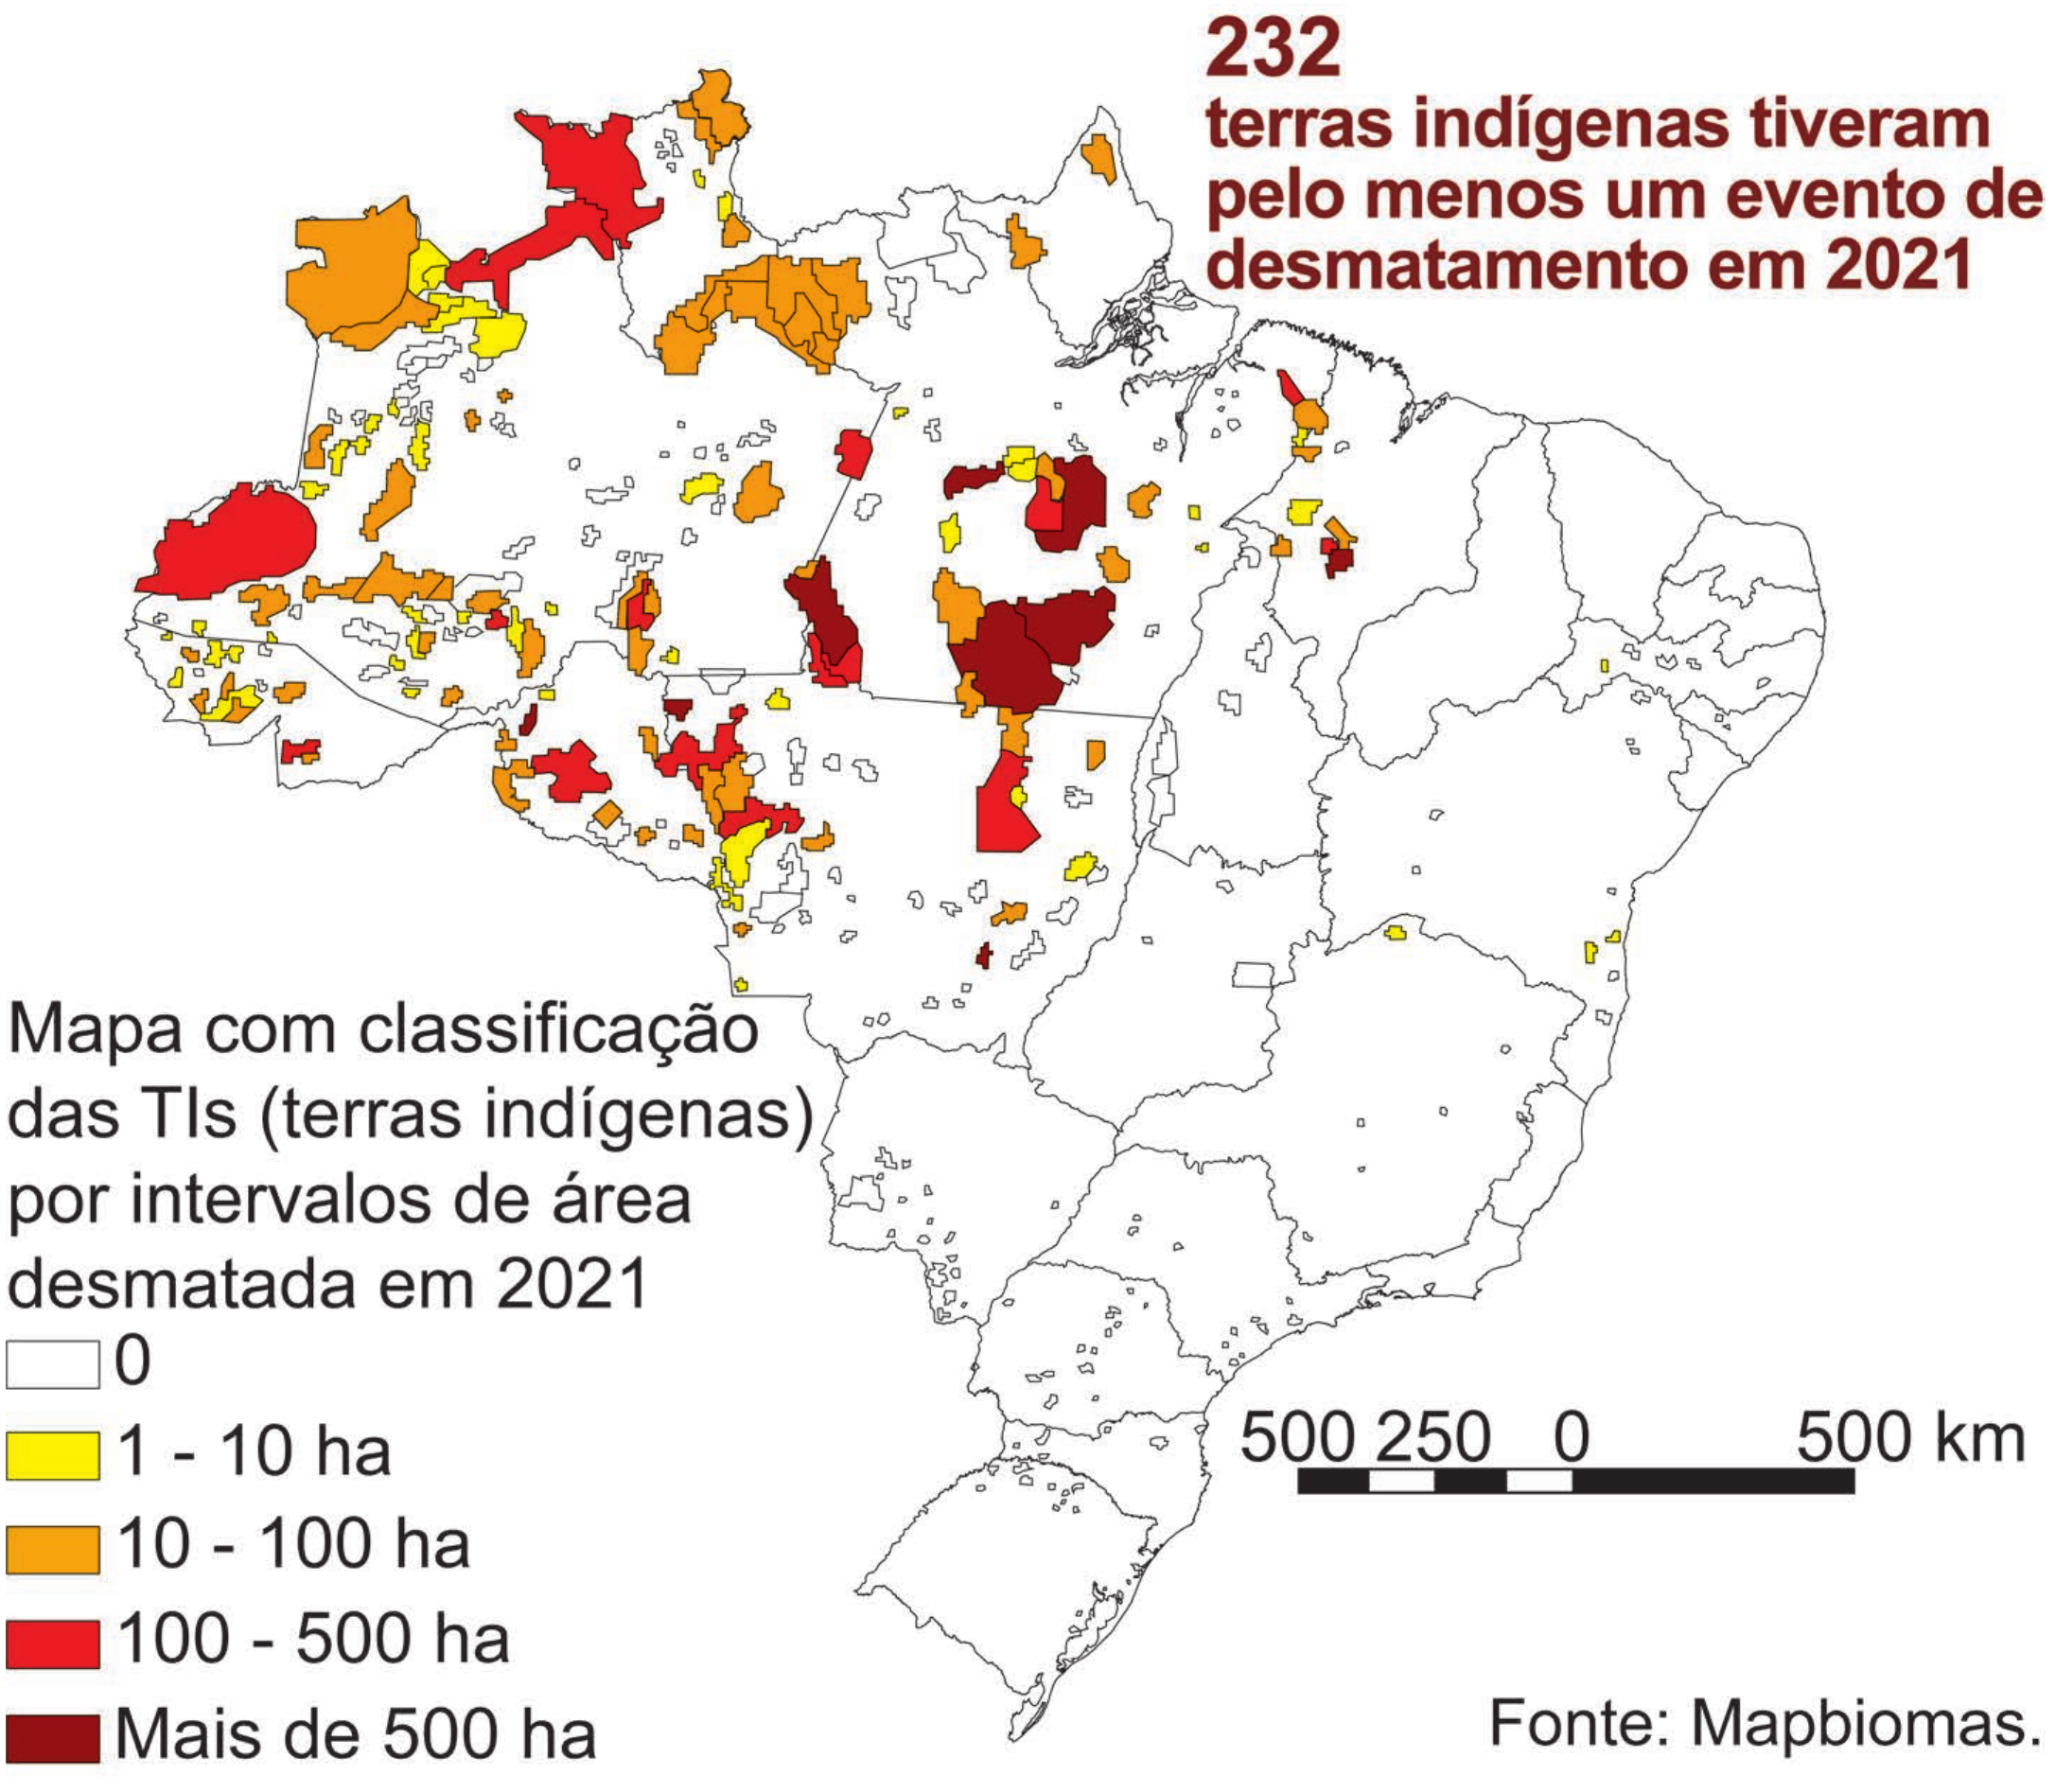 232
terras indígenas tiveram
pelo menos um evento de
desmatamento em 2021
Mapa com classificação
das TIs (terras indígenas)
por intervalos de área
desmatada em 2021
0
1 - 10 ha
10 - 100 ha
100 - 500 ha
Mais de 500 ha
500 250 0 500 km
Fonte: Mapbiomas.